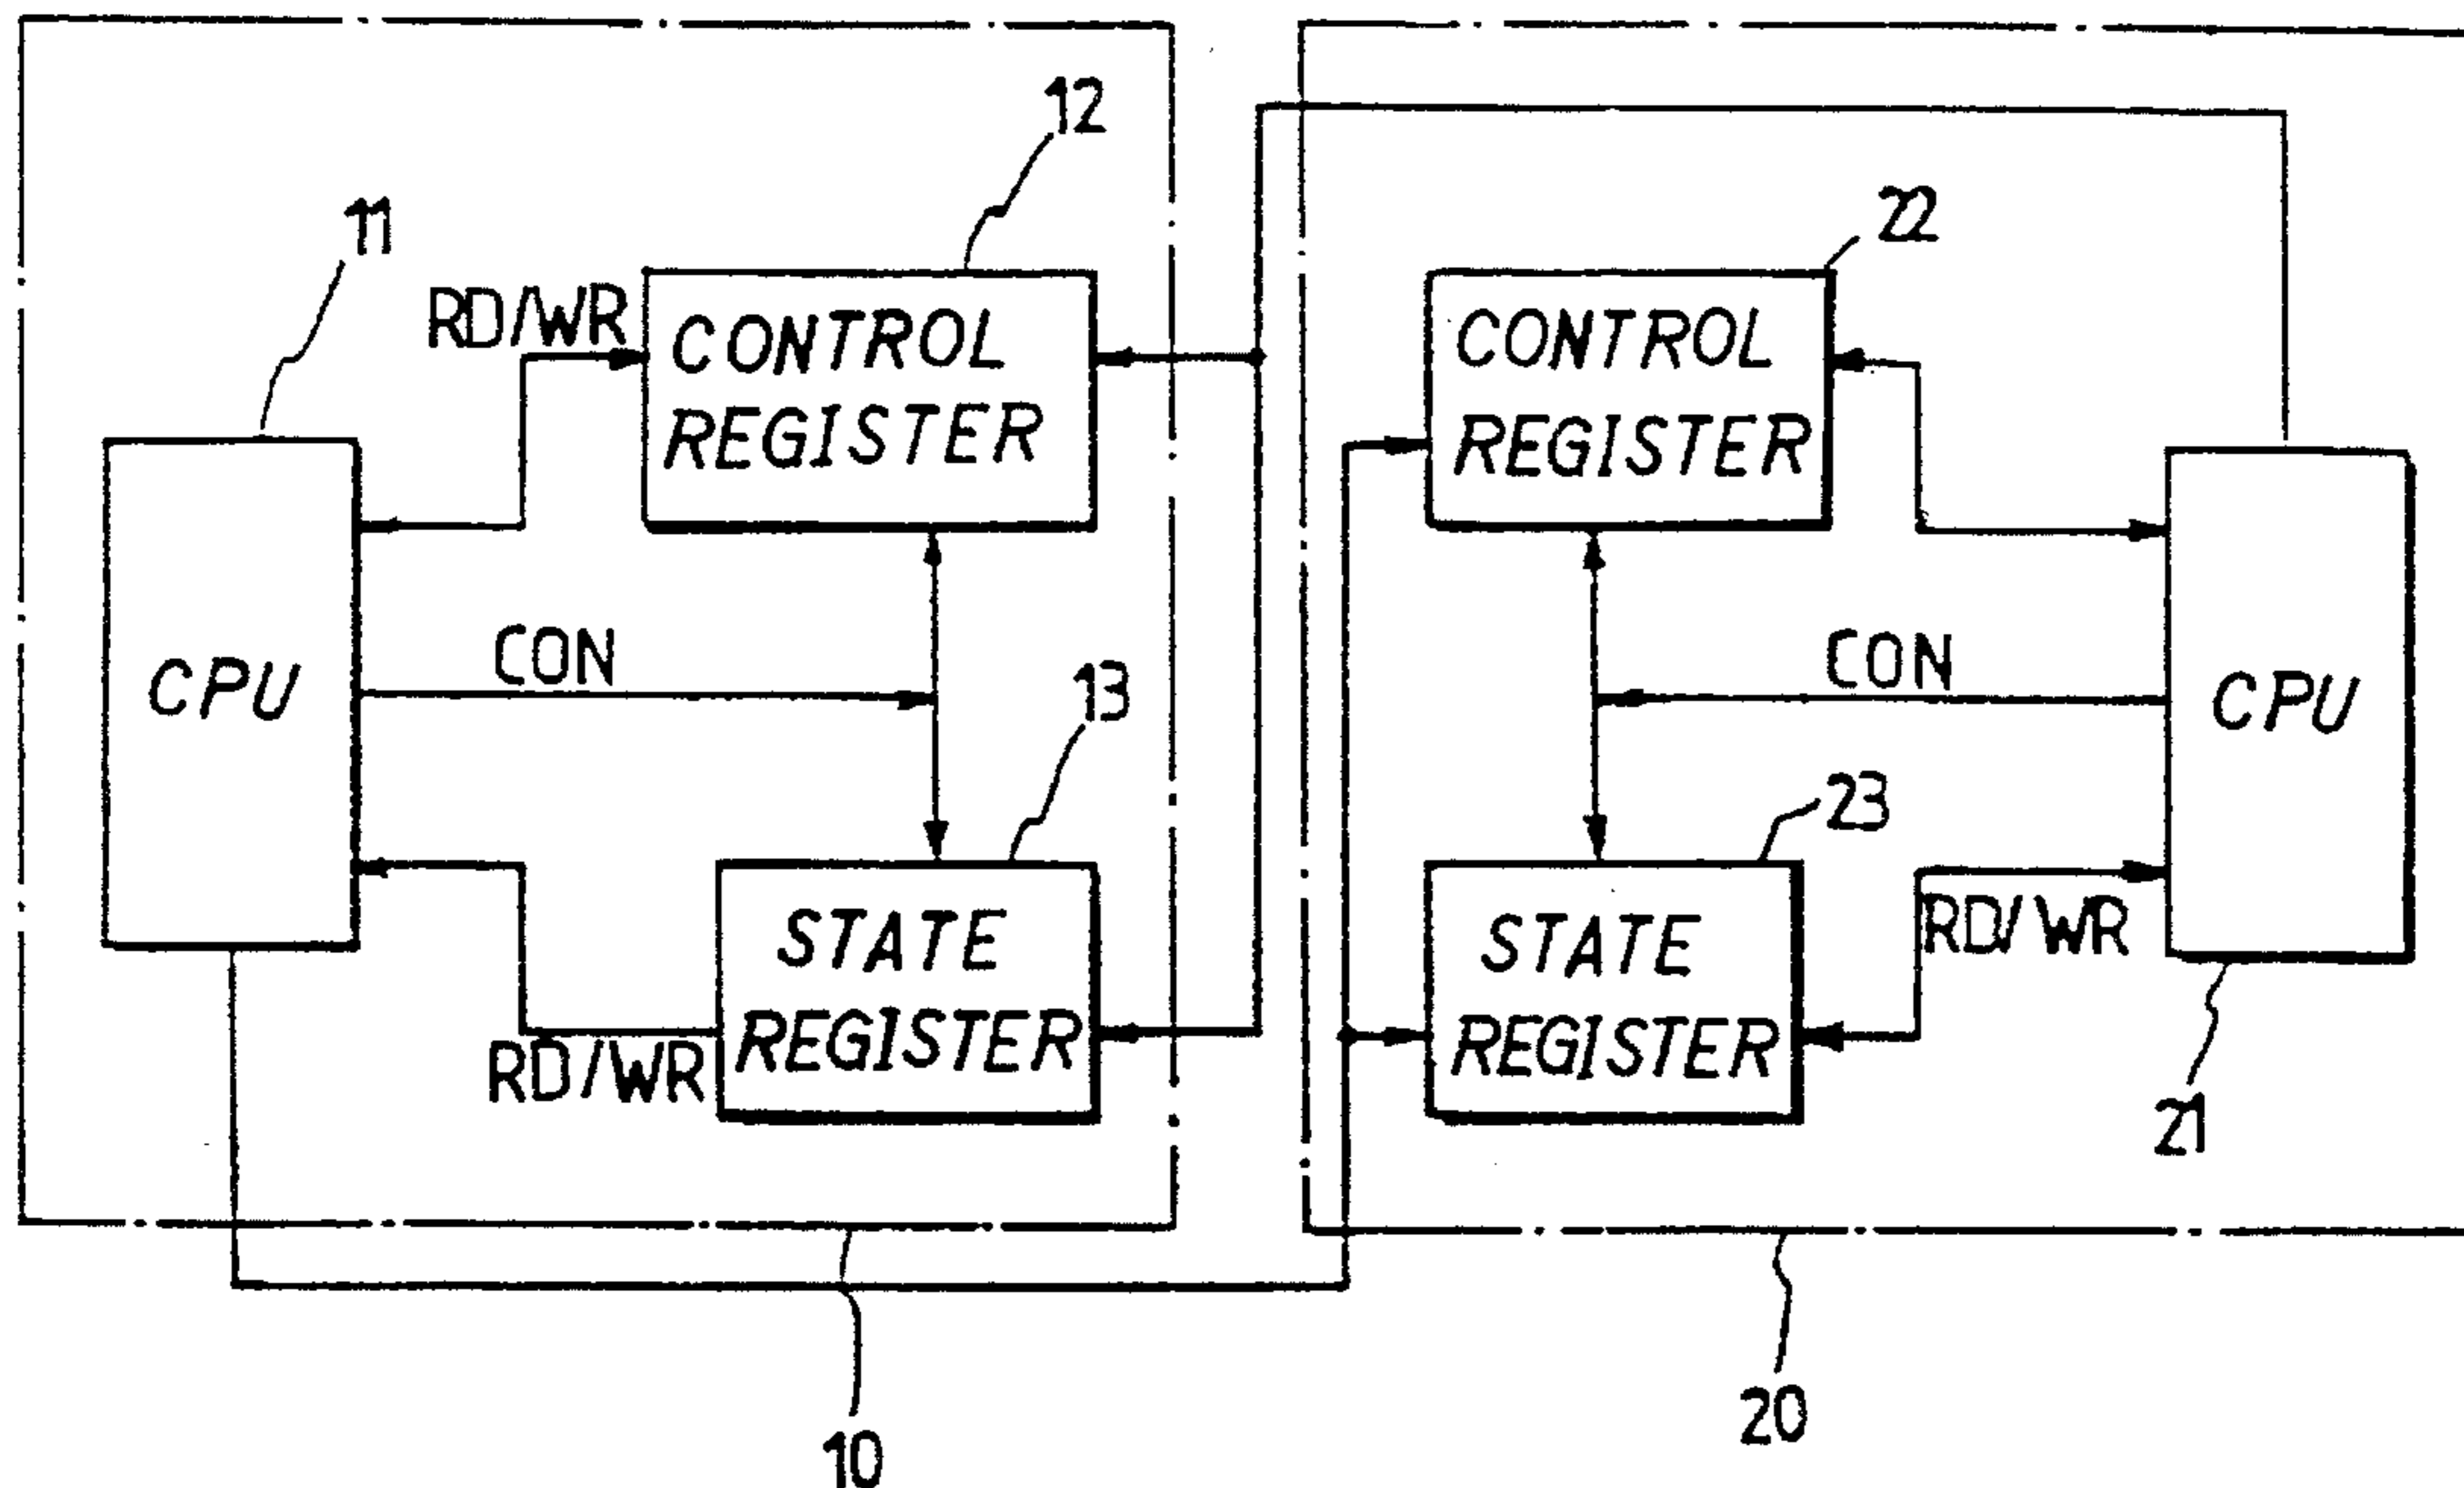 12
11
22
RD/WR
CONTROL
REGISTER
CONTROL
REGISTER
CON
CPU
13
CON
CPU
23
STATE
REGISTER
RD/WR
STATE
REGISTER
RD/WR
21
10
20